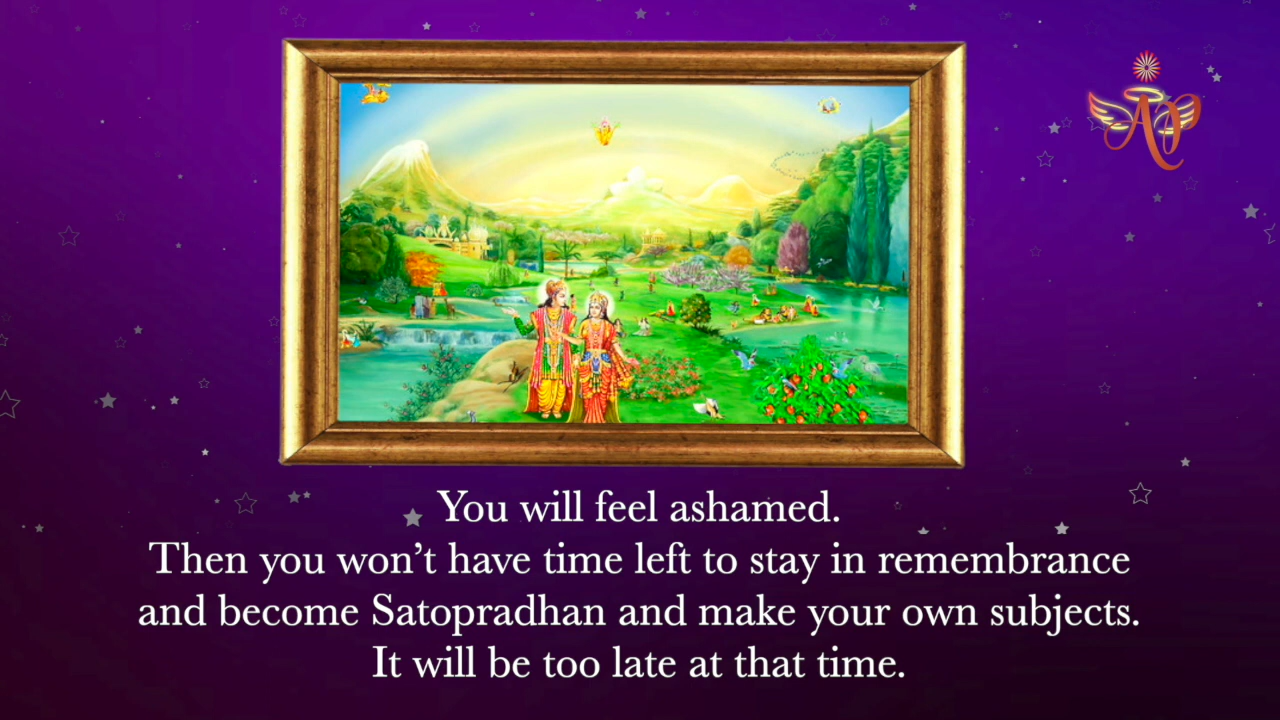 You will feel ashamed.
Then you won’t have time left to stay in remembrance
and become Satopradhan and make your own subjects.
It will be too late at that time.